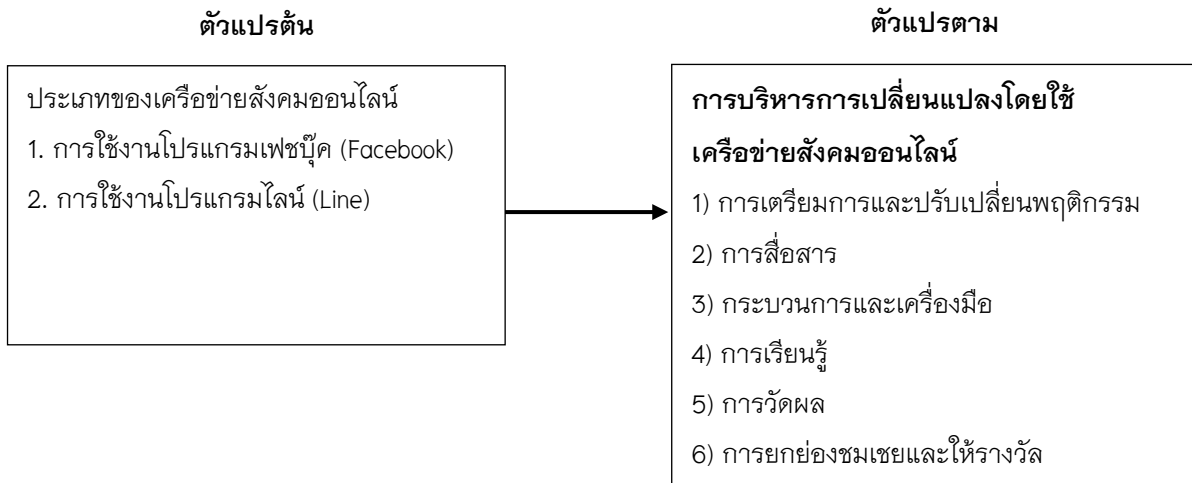 ตัวแปรต้น
ประเภทของเครือข่ายสังคมออนไลน์
1. การใช้งานโปรแกรมเฟซบุ๊ค (Facebook)
2. การใช้งานโปรแกรมไลน์ (Line)
ตัวแปรตาม
การบริหารการเปลี่ยนแปลงโดยใช้
เครือข่ายสังคมออนไลน์
1) การเตรียมการและปรับเปลี่ยนพฤติกรรม
2) การสื่อสาร
3) กระบวนการและเครื่องมือ
4) การเรียนรู้
5) การวัดผล
6) การยกย่องชมเชยและให้รางวัล